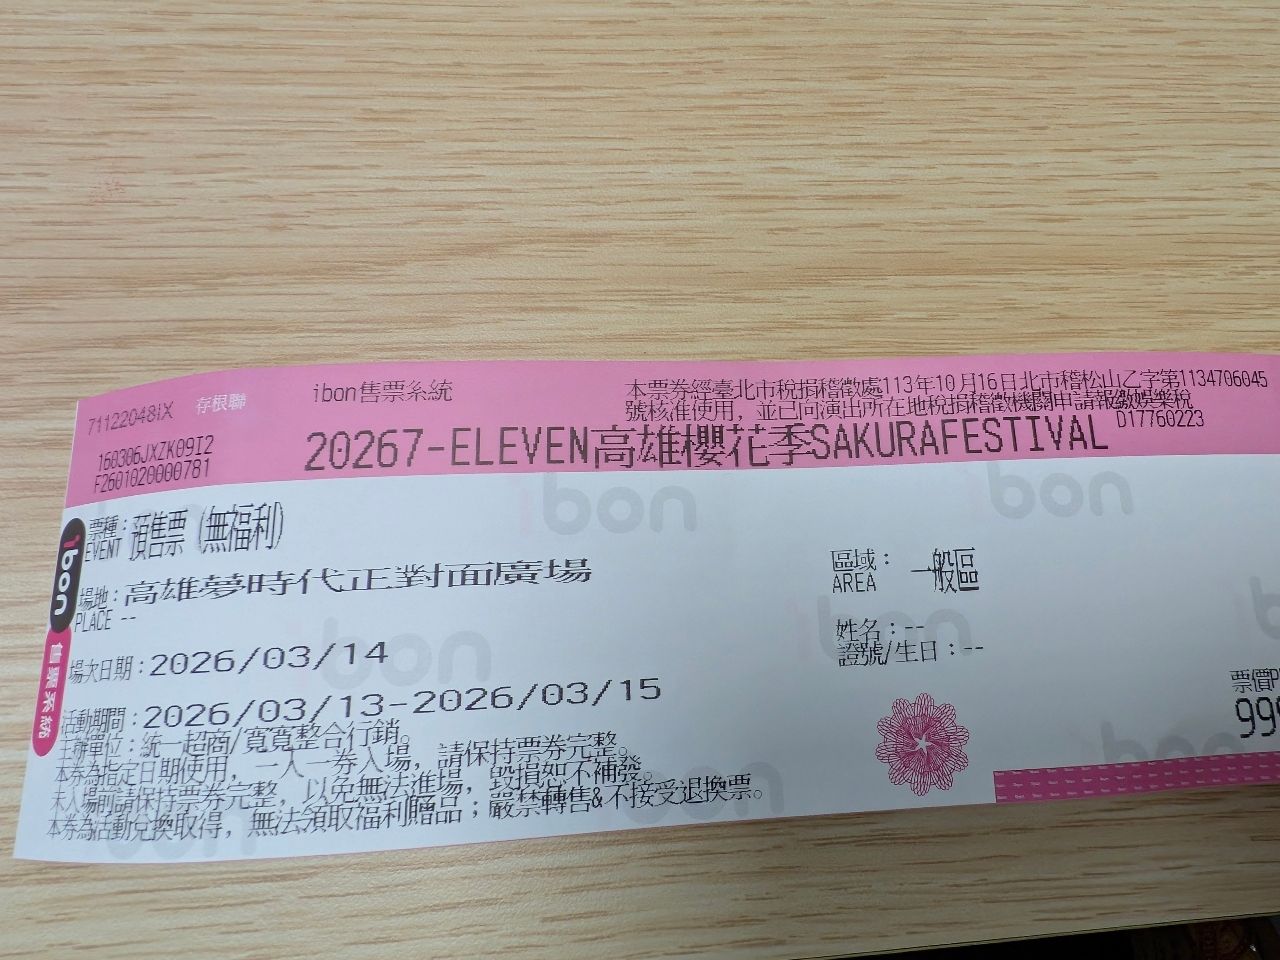 71122048iX 存根聯
ibon售票系統
本票券經臺北市稅捐稽徵處113年10月16日北市稽松山乙字第1134706045
號核准使用，並已向演出所在地稅捐稽徵機關申請報繳娛樂稅
D17760223
160306JXZK09I2
F2601020000781
20267-ELEVEN高雄櫻花季SAKURAFESTIVAL
ibon
售票系統
票種：預售票（無福利）
EVENT
場地：高雄夢時代正對面廣場
PLACE --
區域：一般區
AREA
姓名：--
證號/生日：--
場次日期：2026/03/14
活動期間：2026/03/13-2026/03/15
主辦單位：統一超商/寬寬整合行銷。
本券為指定日期使用，一人一券入場，請保持票券完整。
未入場前請保持票券完整，以免無法進場，毀損如不補發。
本券為活動兌換取得，無法領取福利贈品；嚴禁轉售&不接受退換票。
票價